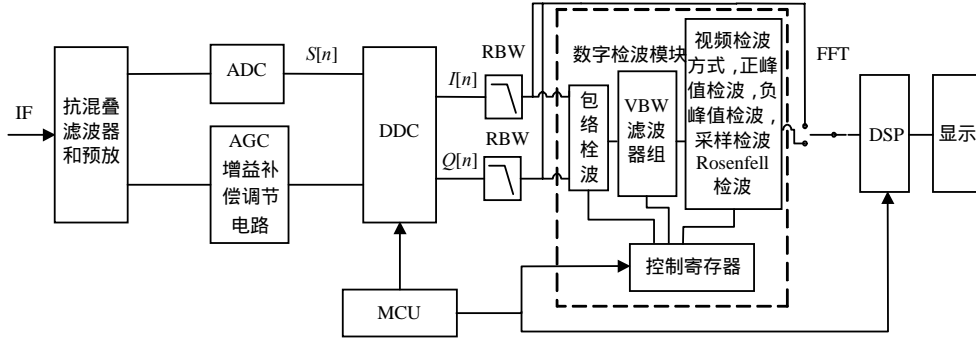 IF
抗混叠
滤波器
和预放
ADC
S[n]
AGC
增益补
偿调节
电路
DDC
MCU
RBW
I[n]
RBW
Q[n]
数字检波模块
包
络
栓
波
VBW
滤波
器组
视频检波
方式，正峰
值检波，负
峰值检波，
采样检波
Rosenfell
检波
控制寄存器
FFT
DSP
显示